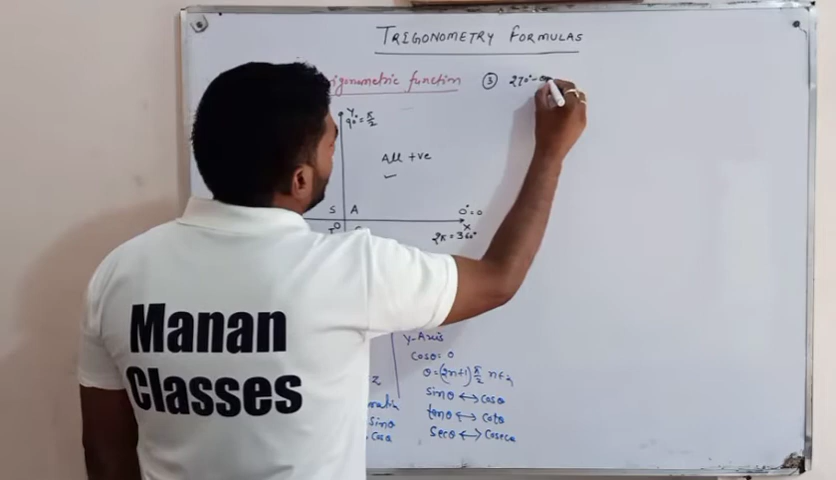 TRIGONOMETRY FORMULAS
rigonometric function
③ 270°-θ
Y
90° = π/2
All +ve
✓
S A
0° = 0
T
X
2π = 360°
Manan
Classes
Y-Axis
Cosθ = 0
θ = (2n+1) π/2
Sinθ ↔ Cosθ
tanθ ↔ Cotθ
Secθ ↔ Cosecθ
Sinθ
Cosθ